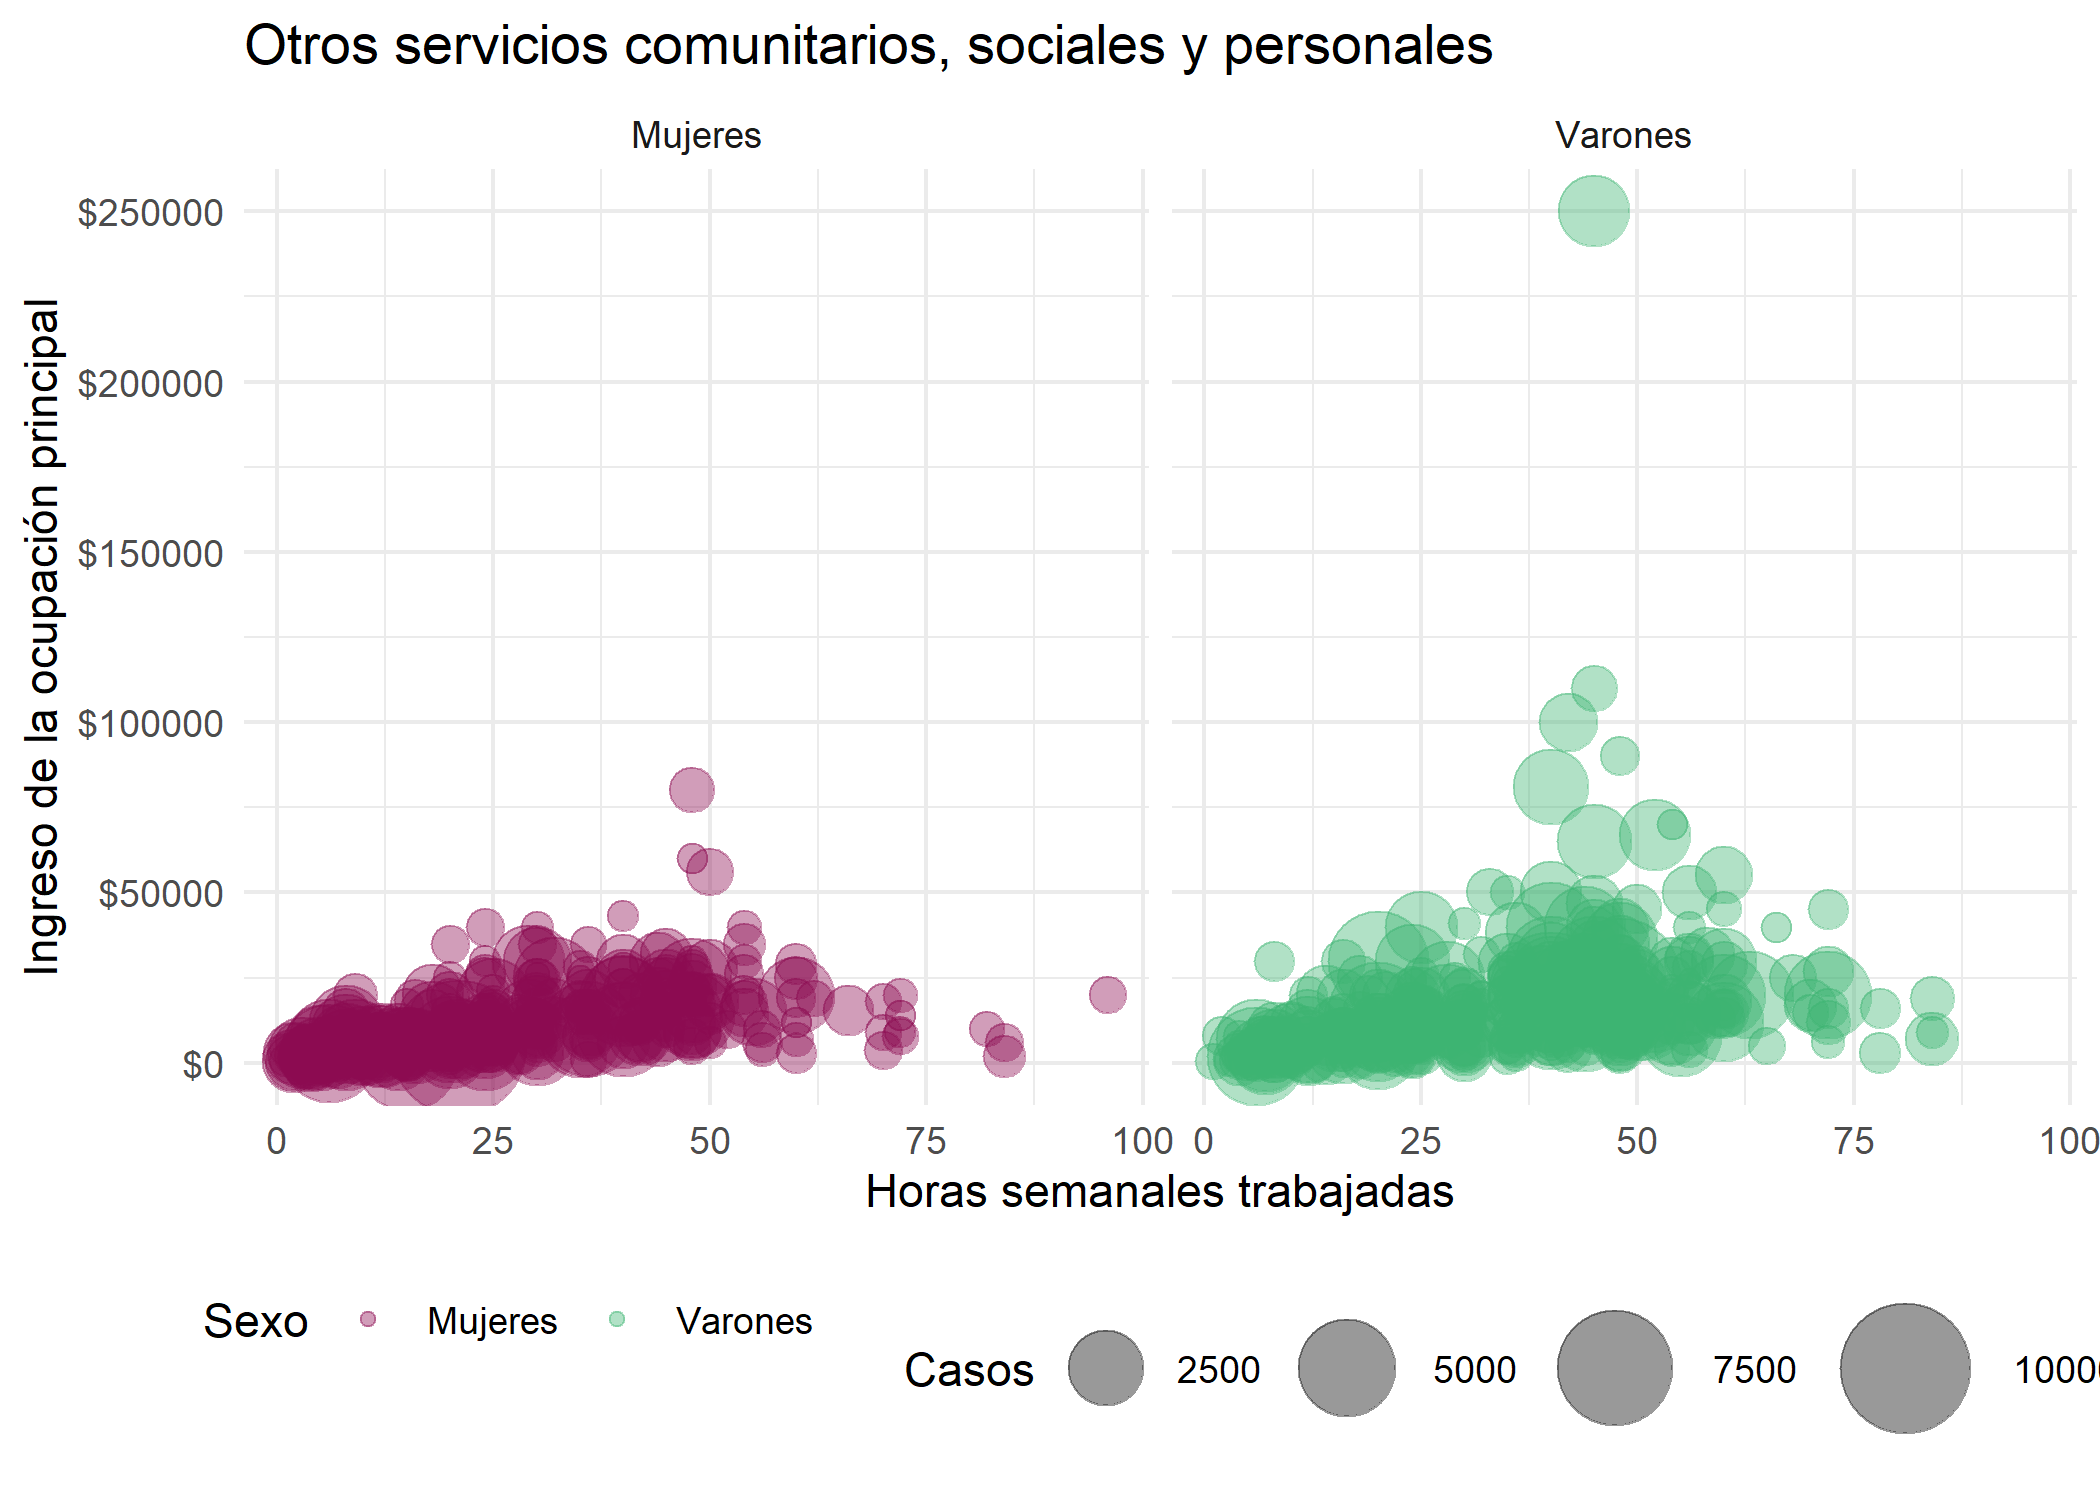 Otros servicios comunitarios, sociales y personales
Mujeres
Varones
Ingreso de la ocupación principal
$250000
$200000
$150000
$100000
$50000
$0
0 25 50 75 100
0 25 50 75 100
Horas semanales trabajadas
Sexo Mujeres Varones
Casos 2500 5000 7500 1000